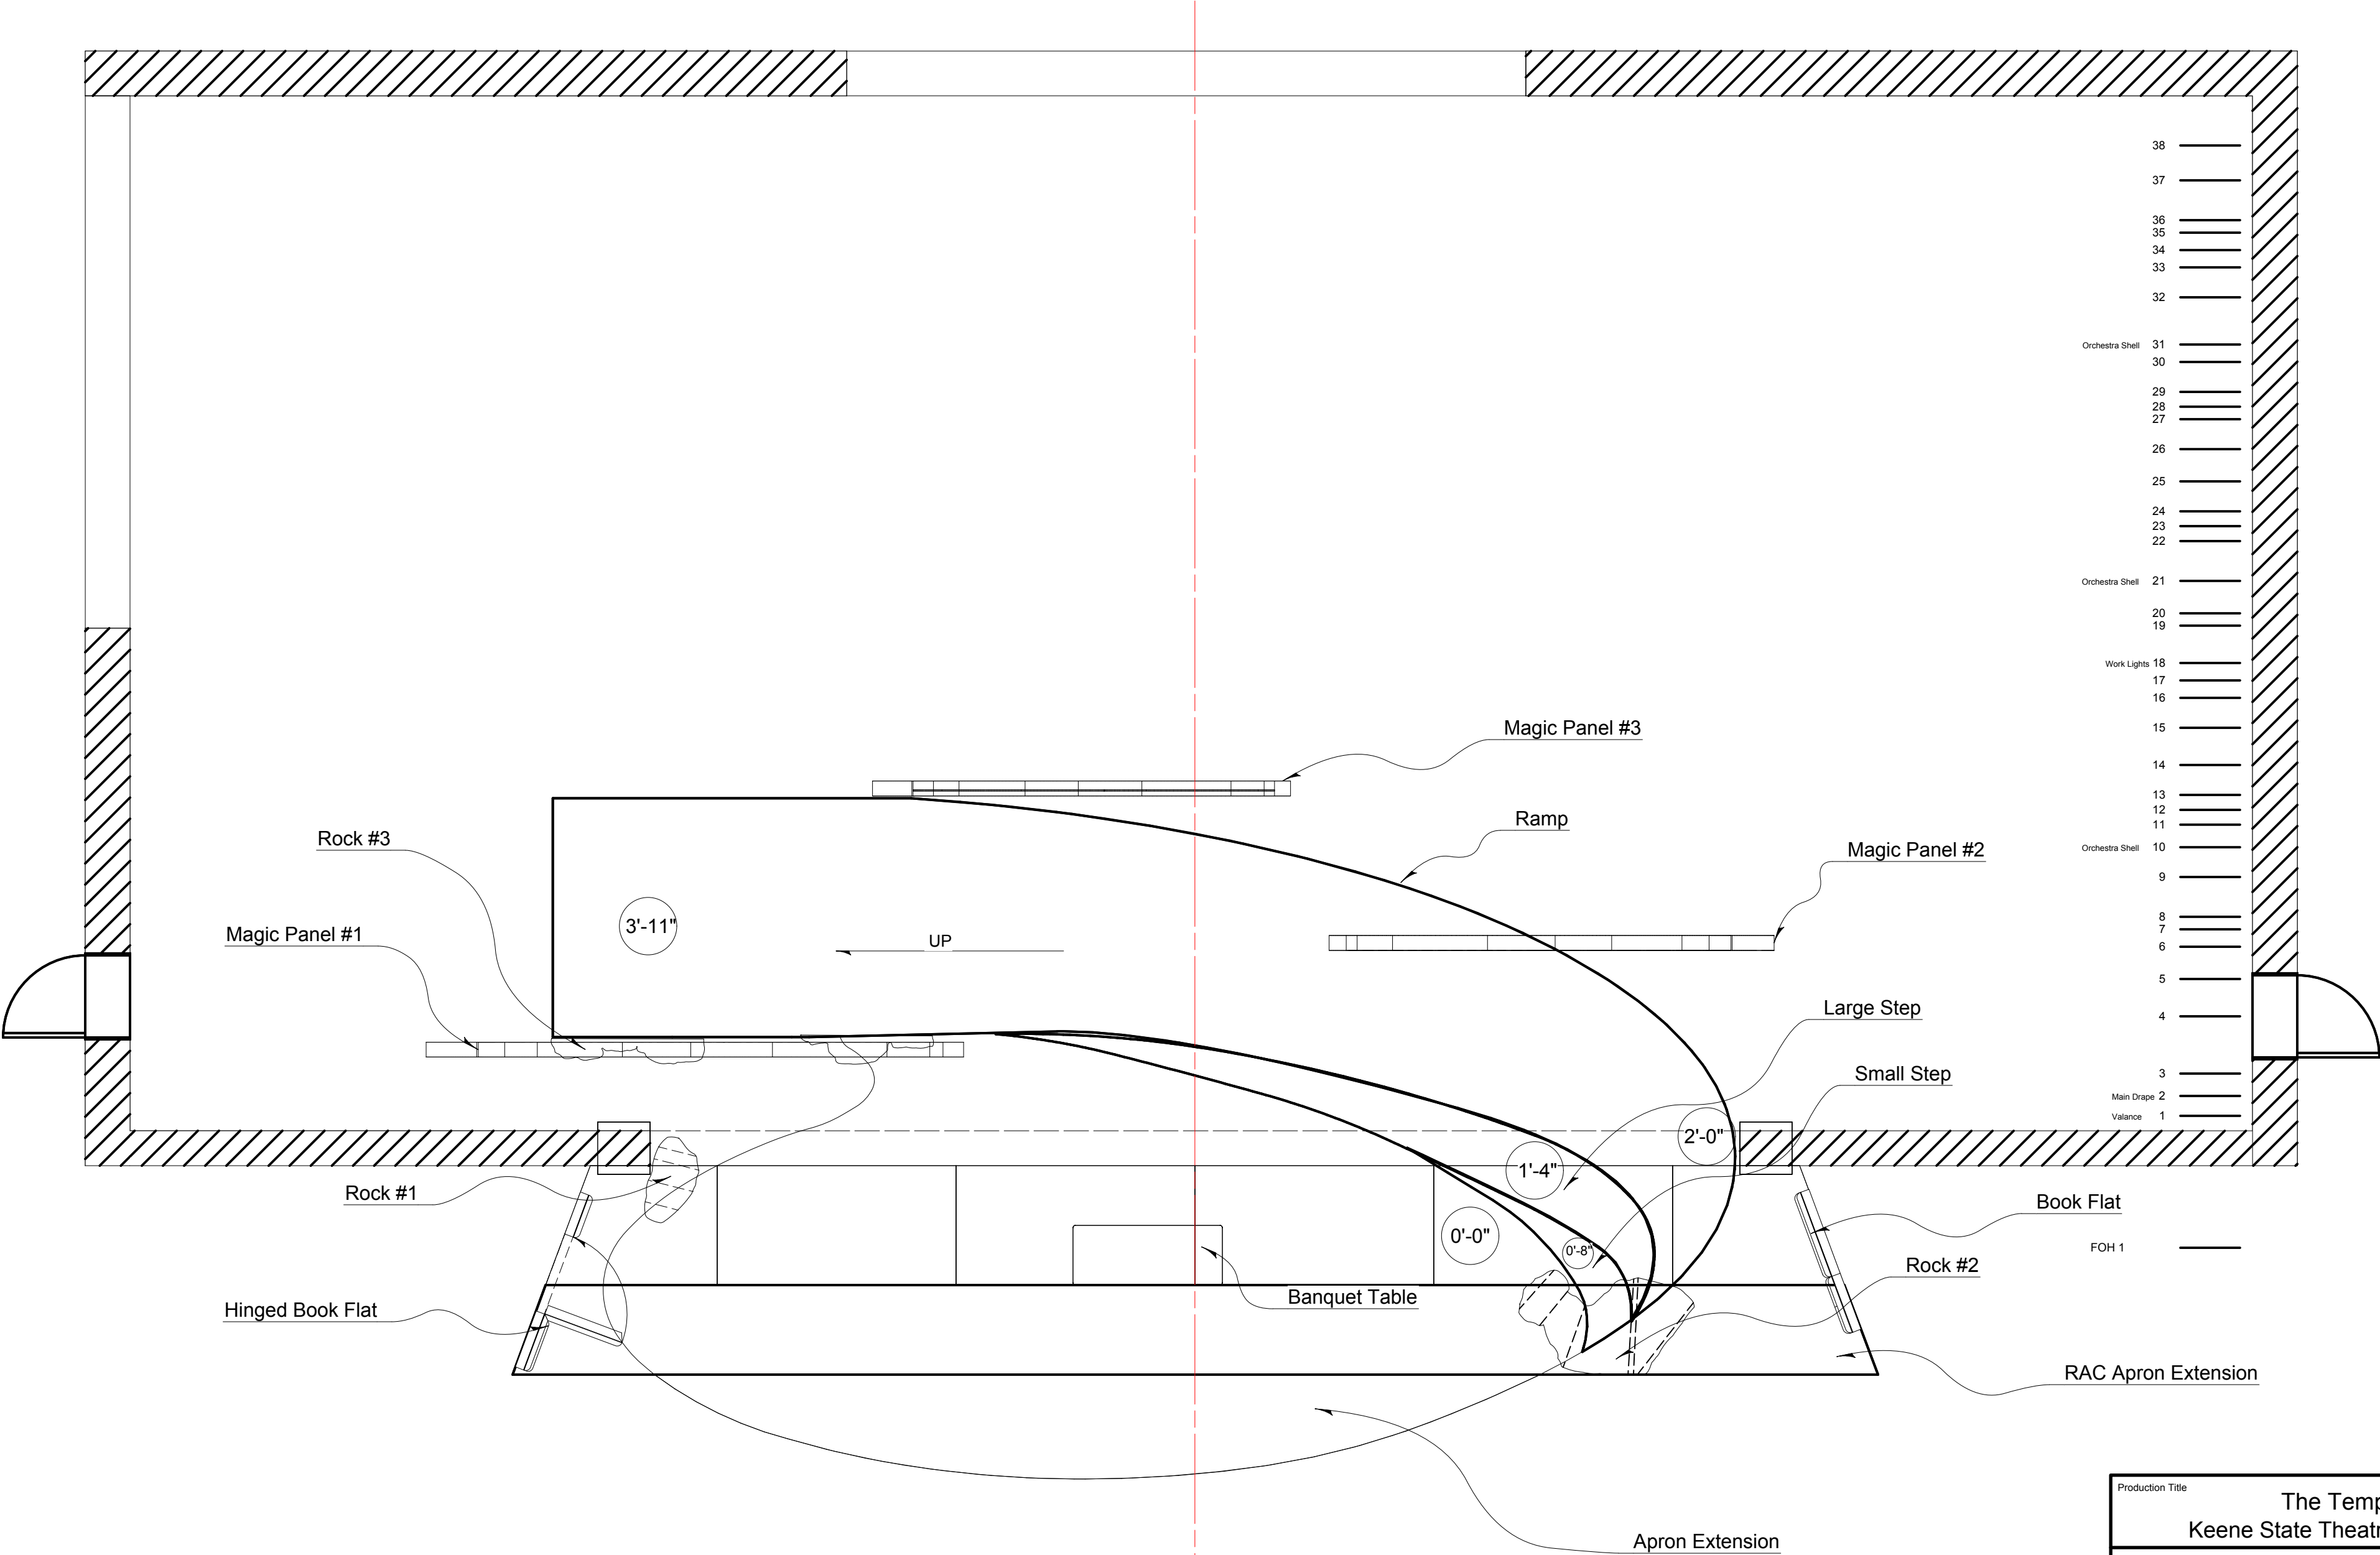 38
37
36
35
34
33
32
Orchestra Shell 31
30
29
28
27
26
25
24
23
22
Orchestra Shell 21
20
19
Work Lights 18
17
16
15
14
13
12
11
Orchestra Shell 10
9
8
7
6
5
4
3
Main Drape 2
Valance 1
FOH 1
Magic Panel #3
Ramp
Rock #3
Magic Panel #2
Magic Panel #1
3'-11"
UP
Large Step
Small Step
2'-0"
1'-4"
Rock #1
Book Flat
0'-0"
0'-8"
Rock #2
Banquet Table
Hinged Book Flat
RAC Apron Extension
Apron Extension
Production Title
The Temp
Keene State Theatr